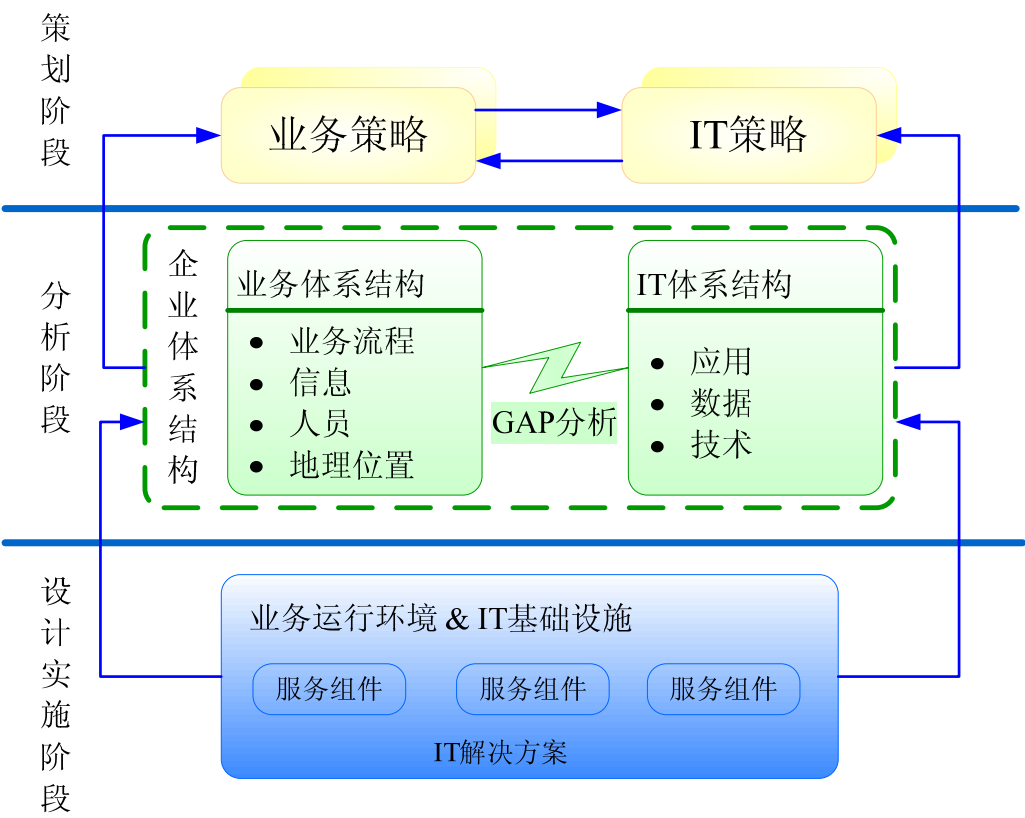 策划阶段
业务策略
IT策略
分析阶段
企业体系结构
业务体系结构
● 业务流程
● 信息
● 人员
● 地理位置
GAP分析
IT体系结构
● 应用
● 数据
● 技术
设计实施阶段
业务运行环境 & IT基础设施
服务组件
服务组件
服务组件
IT解决方案